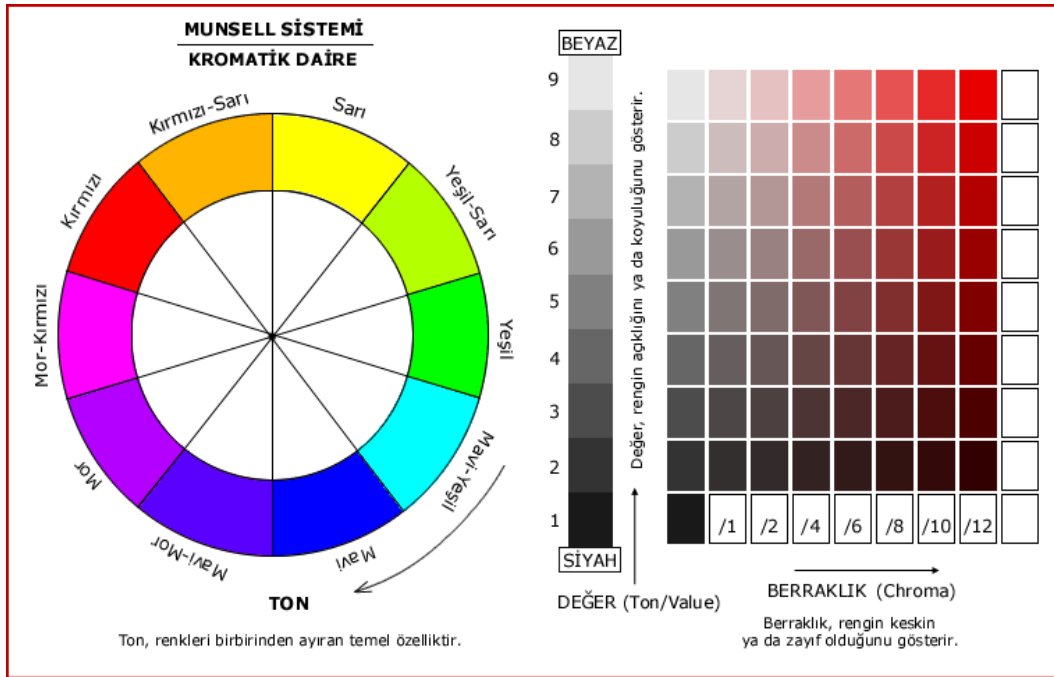 MUNSELL SİSTEMİ
KROMATİK DAİRE
Kırmızı-Sarı
Sarı
Yeşil-Sarı
Yeşil
Mavi-Yeşil
Mavi
Mavi-Mor
Mor
Mor-Kırmızı
Kırmızı
TON
Ton, renkleri birbirinden ayıran temel özelliktir.
BEYAZ
9
8
7
6
5
4
3
2
1
SİYAH
Değer, rengin açıklığını ya da koyuluğunu gösterir.
DEĞER (Ton/Value)
/1 /2 /4 /6 /8 /10 /12
BERRAKLIK (Chroma)
Berraklık, rengin keskin
ya da zayıf olduğunu gösterir.